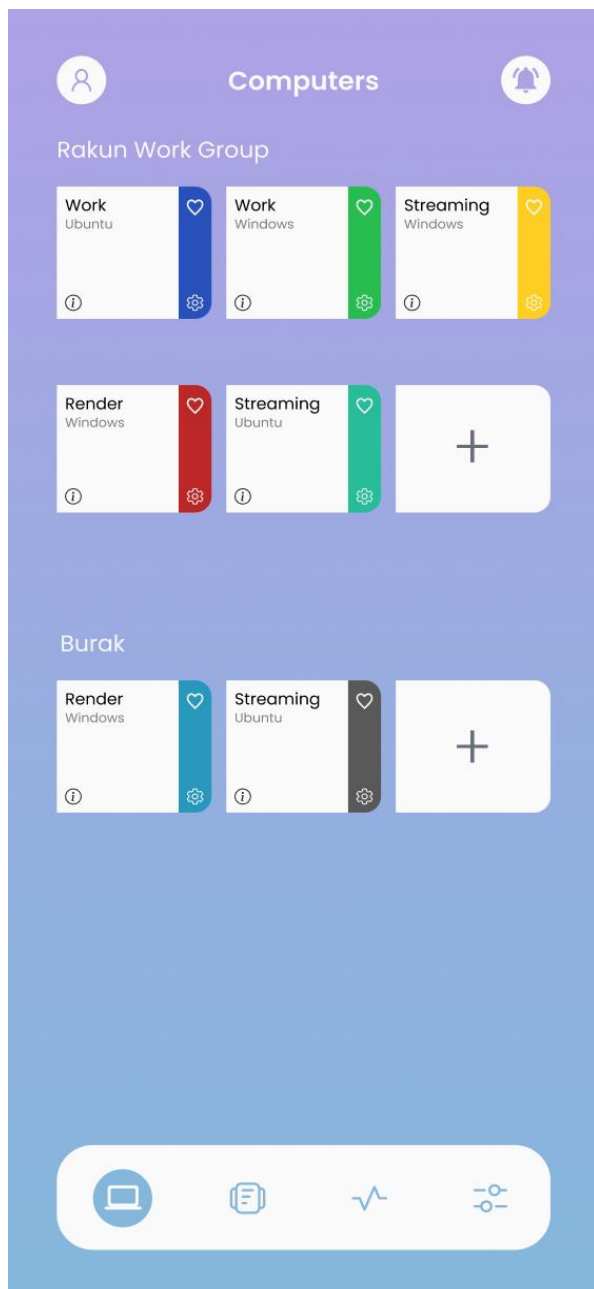 Computers
Rakun Work Group
Work
Ubuntu
Work
Windows
Streaming
Windows
Render
Windows
Streaming
Ubuntu
Burak
Render
Windows
Streaming
Ubuntu